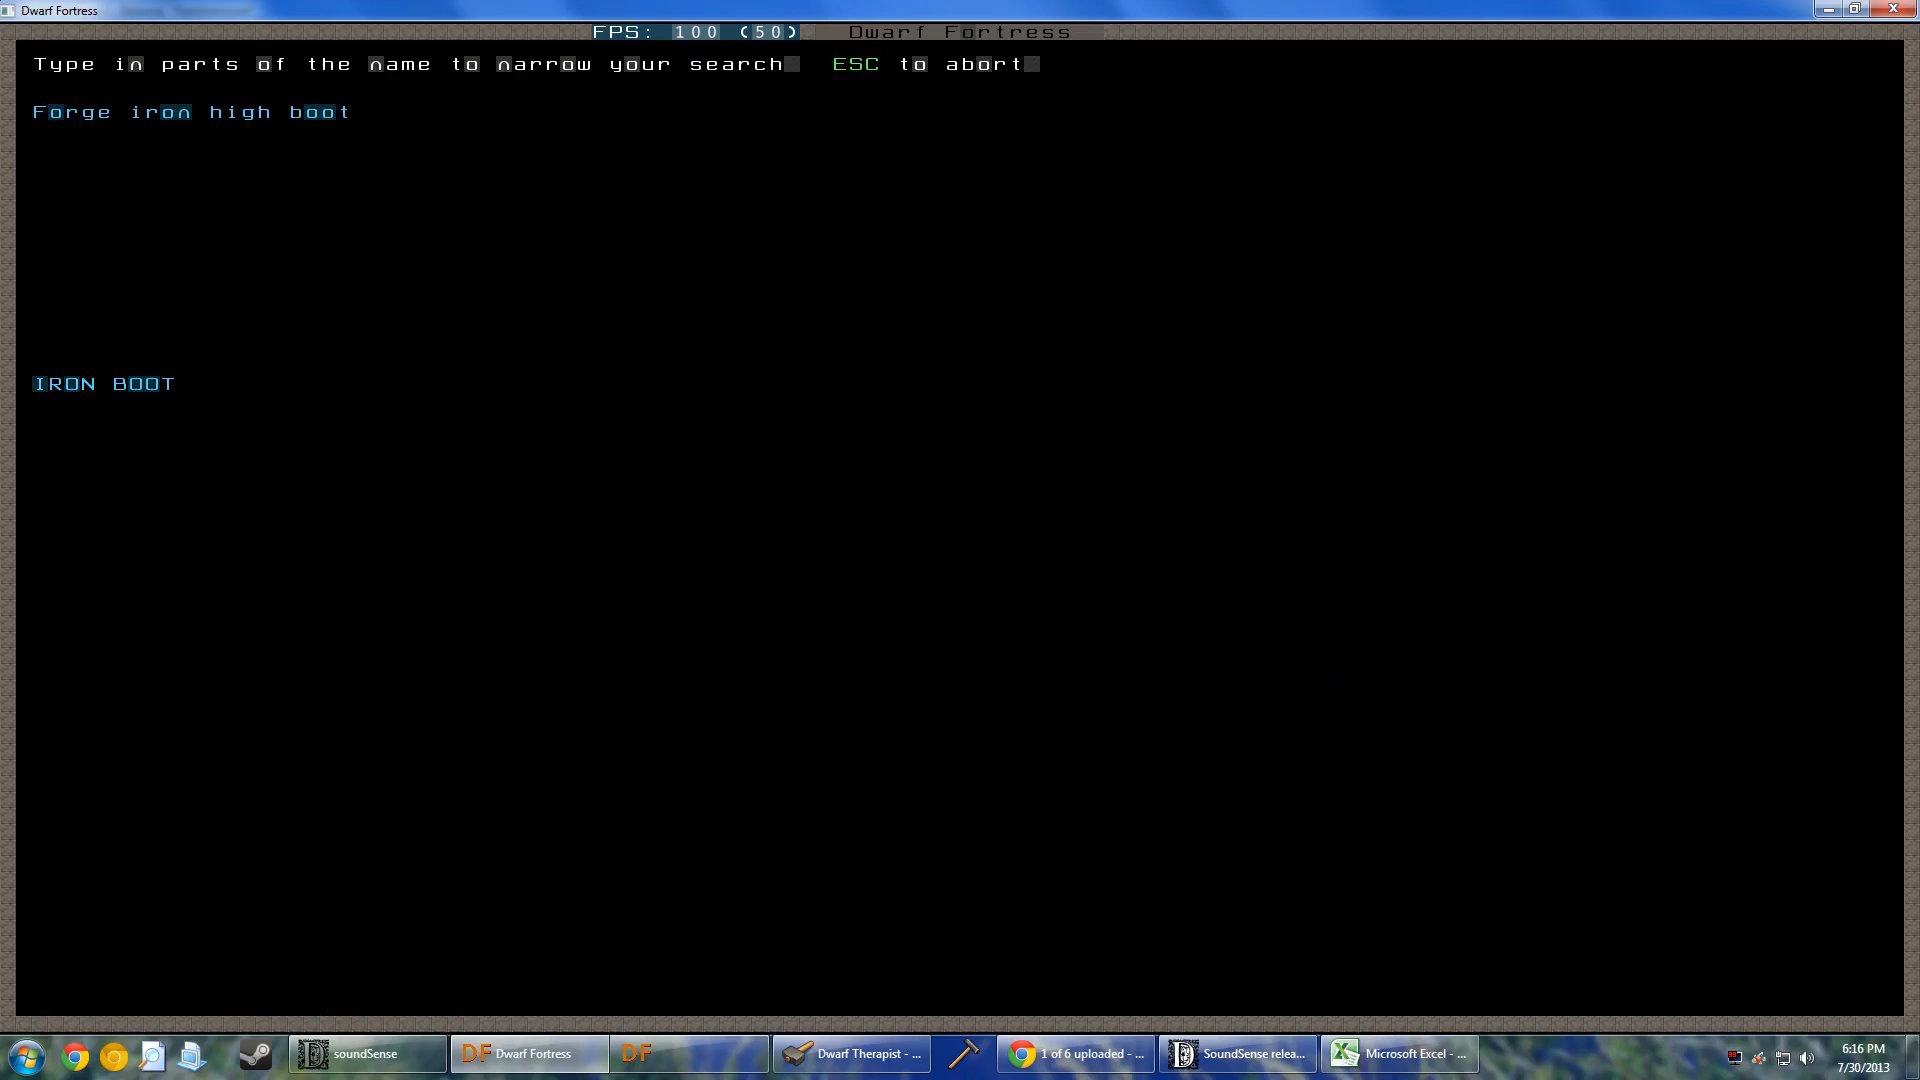 Dwarf Fortress
FPS: 100 (50) Dwarf Fortress
Type in parts of the name to narrow your search. ESC to abort.
Forge iron high boot
IRON BOOT
soundSense
DF Dwarf Fortress
DF
Dwarf Therapist - ...
1 of 6 uploaded - ...
SoundSense relea...
Microsoft Excel - ...
6:16 PM
7/30/2013